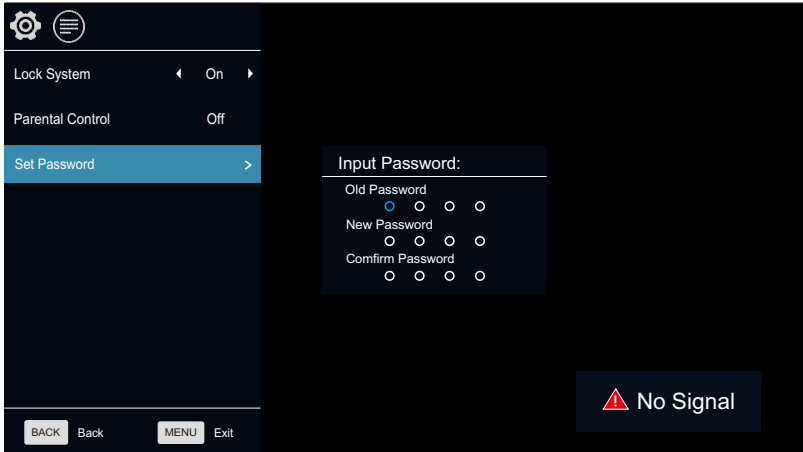 Lock System On
Parental Control Off
Set Password >
Input Password:
Old Password
New Password
Comfirm Password
No Signal
BACK Back MENU Exit